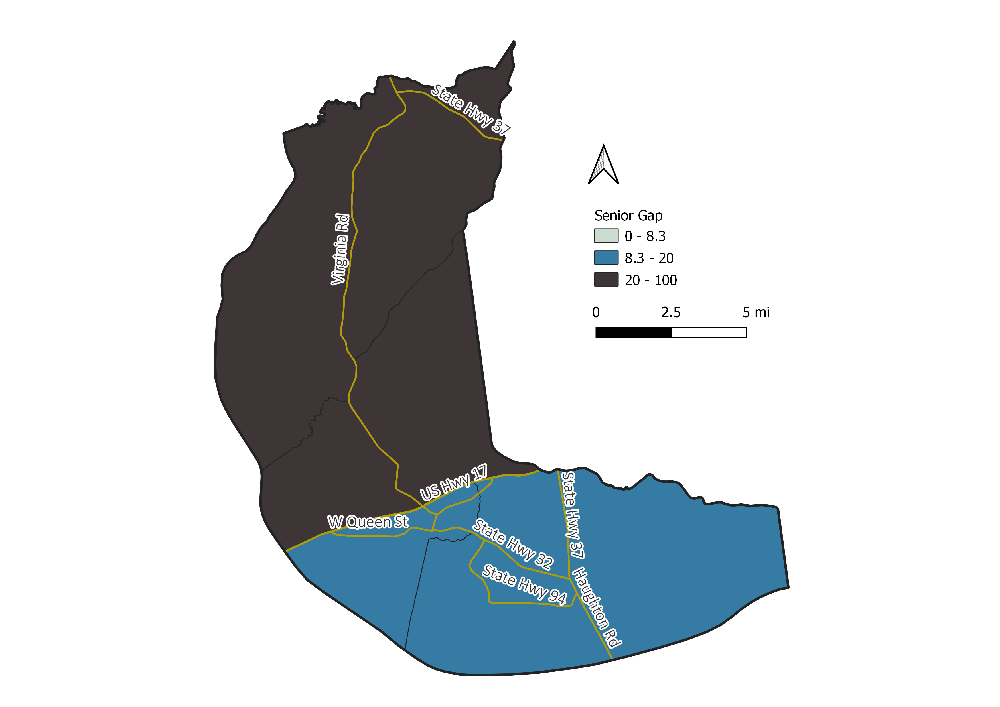 State Hwy 37
Virginia Rd
Senior Gap
0 - 8.3
8.3 - 20
20 - 100
0 2.5 5 mi
US Hwy 17
W Queen St
State Hwy 37
State Hwy 32
State Hwy 94
Haughton Rd